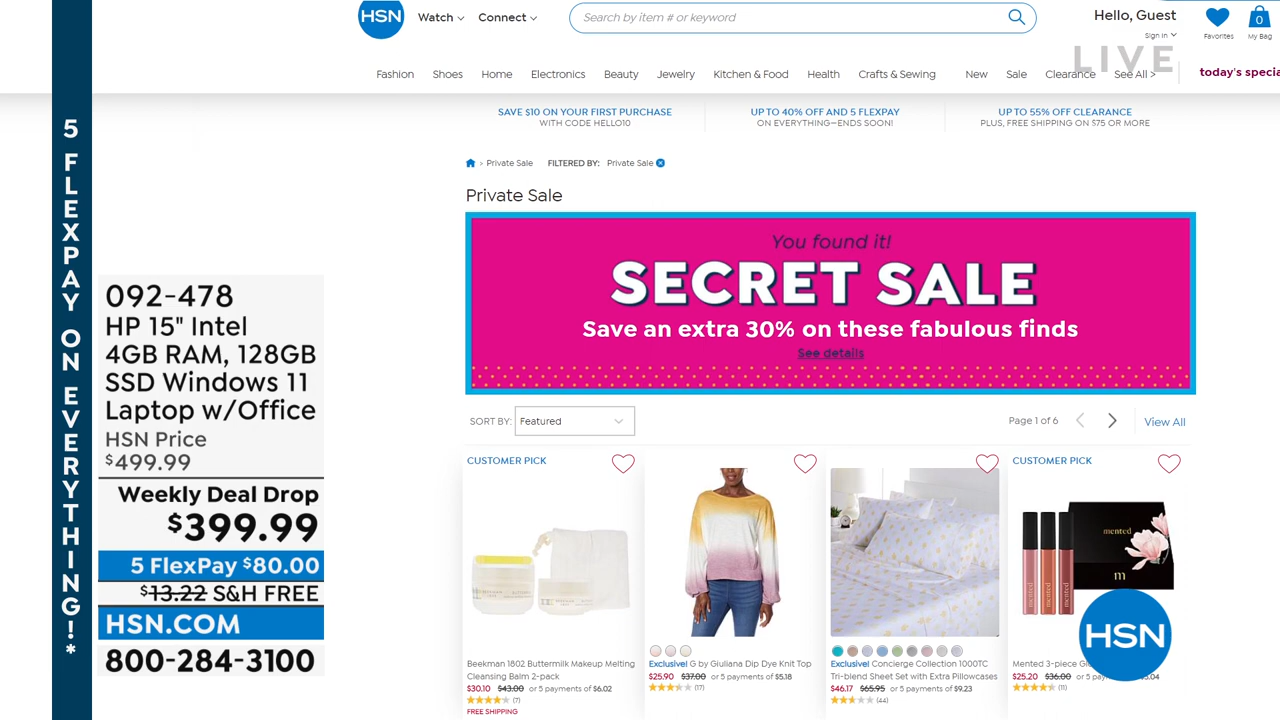 HSN
Watch
Connect
Search by item # or keyword
Hello, Guest
Sign In
Favorites
0
My Bag
LIVE
Fashion
Shoes
Home
Electronics
Beauty
Jewelry
Kitchen & Food
Health
Crafts & Sewing
New
Sale
Clearance
See All >
today's specia
SAVE $10 ON YOUR FIRST PURCHASE
WITH CODE HELLO10
UP TO 40% OFF AND 5 FLEXPAY
ON EVERYTHING—ENDS SOON!
UP TO 55% OFF CLEARANCE
PLUS, FREE SHIPPING ON $75 OR MORE
> Private Sale
FILTERED BY: Private Sale
Private Sale
You found it!
SECRET SALE
Save an extra 30% on these fabulous finds
See details
SORT BY: Featured
Page 1 of 6
View All
5 FLEXPAY ON EVERYTHING!*
092-478
HP 15" Intel
4GB RAM, 128GB
SSD Windows 11
Laptop w/Office
HSN Price
$499.99
Weekly Deal Drop
$399.99
5 FlexPay $80.00
$13.22 S&H FREE
HSN.COM
800-284-3100
CUSTOMER PICK
Beekman 1802 Buttermilk Makeup Melting
Cleansing Balm 2-pack
$30.10 $43.00 or 5 payments of $6.02
(7)
FREE SHIPPING
Exclusive! G by Giuliana Dip Dye Knit Top
$25.90 $37.00 or 5 payments of $5.18
(17)
Exclusive! Concierge Collection 1000TC
Tri-blend Sheet Set with Extra Pillowcases
$46.17 $65.95 or 5 payments of $9.23
(44)
CUSTOMER PICK
mented
m
Mented 3-piece
$25.20 $36.00 or 5
(11)
HSN